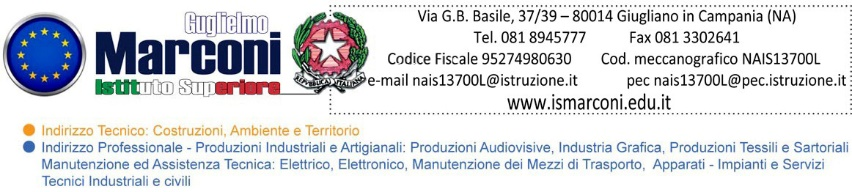 Guglielmo
Marconi
Istituto Superiore
REPVBBLICA ITALIANA
Via G.B. Basile, 37/39 – 80014 Giugliano in Campania (NA)
Tel. 081 8945777 Fax 081 3302641
Codice Fiscale 95274980630 Cod. meccanografico NAIS13700L
e-mail nais13700L@istruzione.it pec nais13700L@pec.istruzione.it
www.ismarconi.edu.it
Indirizzo Tecnico: Costruzioni, Ambiente e Territorio
Indirizzo Professionale - Produzioni Industriali e Artigianali: Produzioni Audiovisive, Industria Grafica, Produzioni Tessili e Sartoriali
Manutenzione ed Assistenza Tecnica: Elettrico, Elettronico, Manutenzione dei Mezzi di Trasporto, Apparati - Impianti e Servizi
Tecnici Industriali e civili